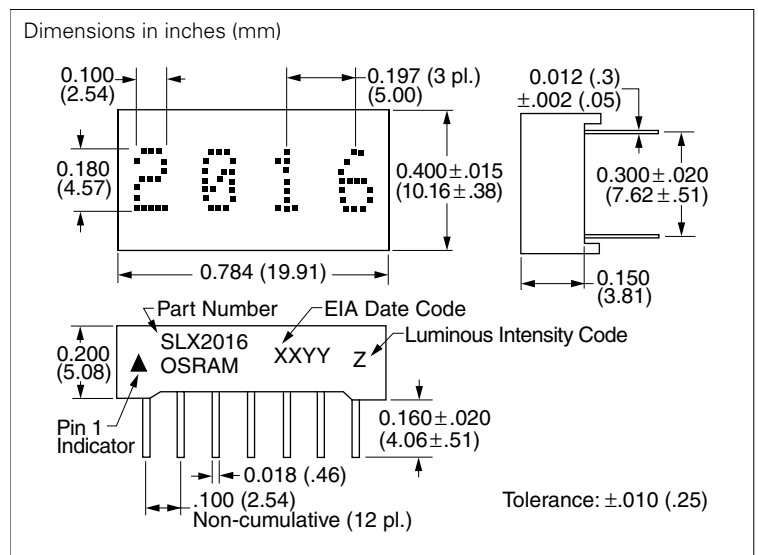 Dimensions in inches (mm)
0.100
(2.54)
0.197 (3 pl.)
(5.00)
0.012 (.3)
±.002 (.05)
0.180
(4.57)
2016
0.400±.015
(10.16±.38)
0.300±.020
(7.62±.51)
0.784 (19.91)
0.150
(3.81)
Part Number
EIA Date Code
Luminous Intensity Code
0.200
(5.08)
SLX2016
OSRAM
XXYY
Z
Pin 1
Indicator
0.160±.020
(4.06±.51)
0.018 (.46)
.100 (2.54)
Non-cumulative (12 pl.)
Tolerance: ±.010 (.25)